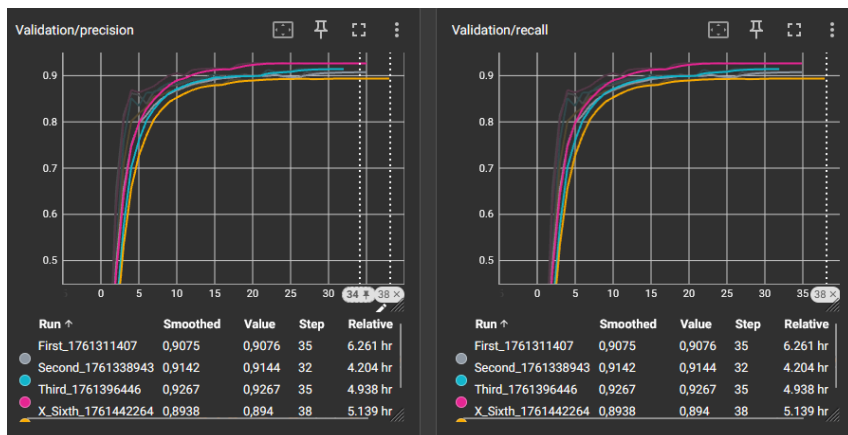 Validation/precision
0.9
0.8
0.7
0.6
0.5
0 5 10 15 20 25 30 34 38 ×
Run ↑ Smoothed Value Step Relative
First_1761311407 0,9075 0,9076 35 6.261 hr
Second_1761338943 0,9142 0,9144 32 4.204 hr
Third_1761396446 0,9267 0,9267 35 4.938 hr
X_Sixth_1761442264 0,8938 0,894 38 5.139 hr
Validation/recall
0.9
0.8
0.7
0.6
0.5
0 5 10 15 20 25 30 35 38 ×
Run ↑ Smoothed Value Step Relative
First_1761311407 0,9075 0,9076 35 6.261 hr
Second_1761338943 0,9142 0,9144 32 4.204 hr
Third_1761396446 0,9267 0,9267 35 4.938 hr
X_Sixth_1761442264 0,8938 0,894 38 5.139 hr